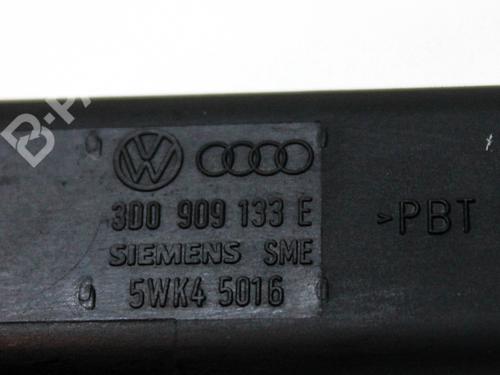 3D0 909 133 E
SIEMENS SME
5WK4 5016
>PBT